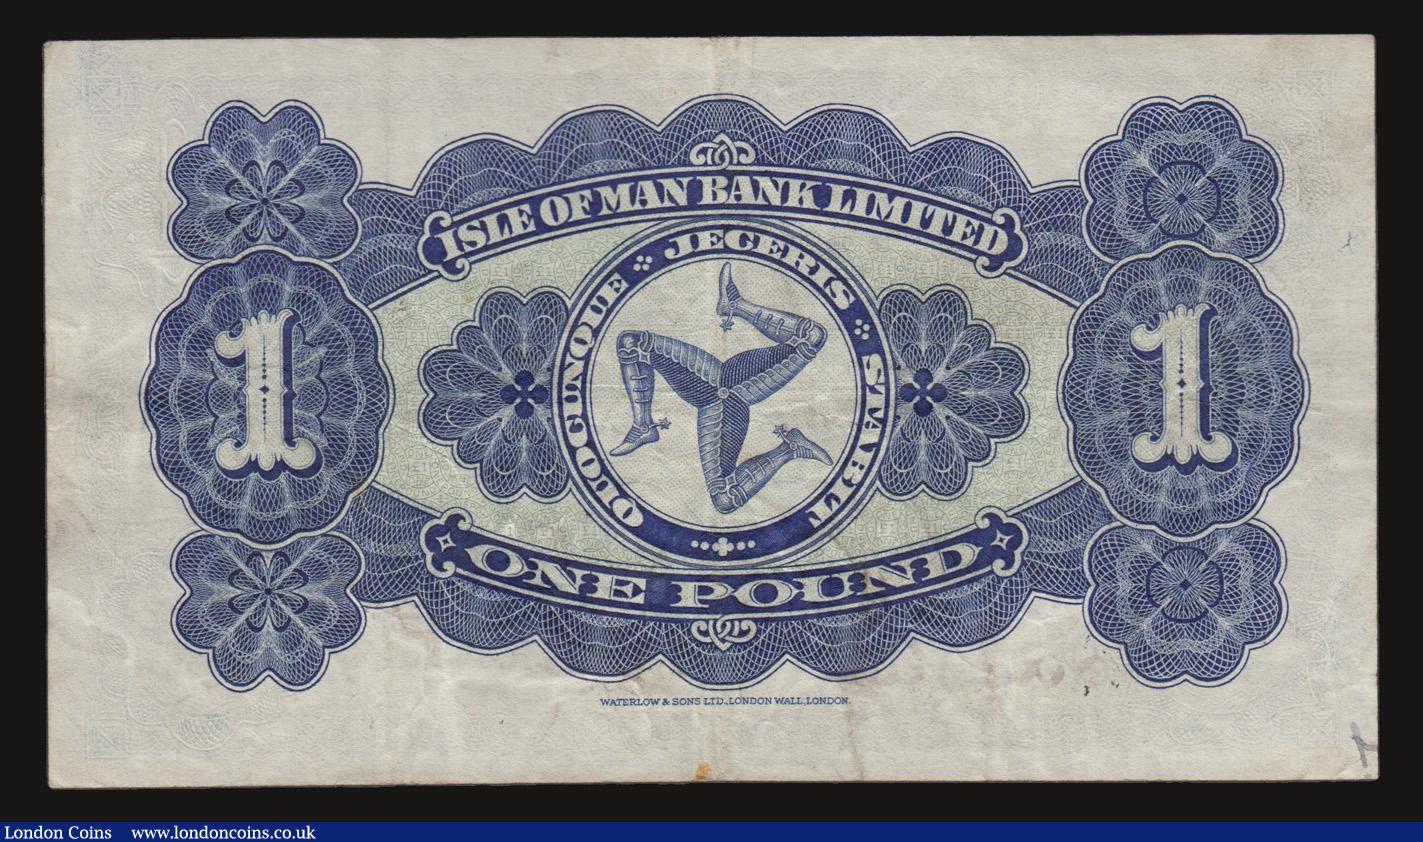 ISLE OF MAN BANK LIMITED
QUOCUNQUE JECERIS STABIT
1
1
ONE POUND
WATERLOW & SONS LTD., LONDON WALL, LONDON.
London Coins www.londoncoins.co.uk